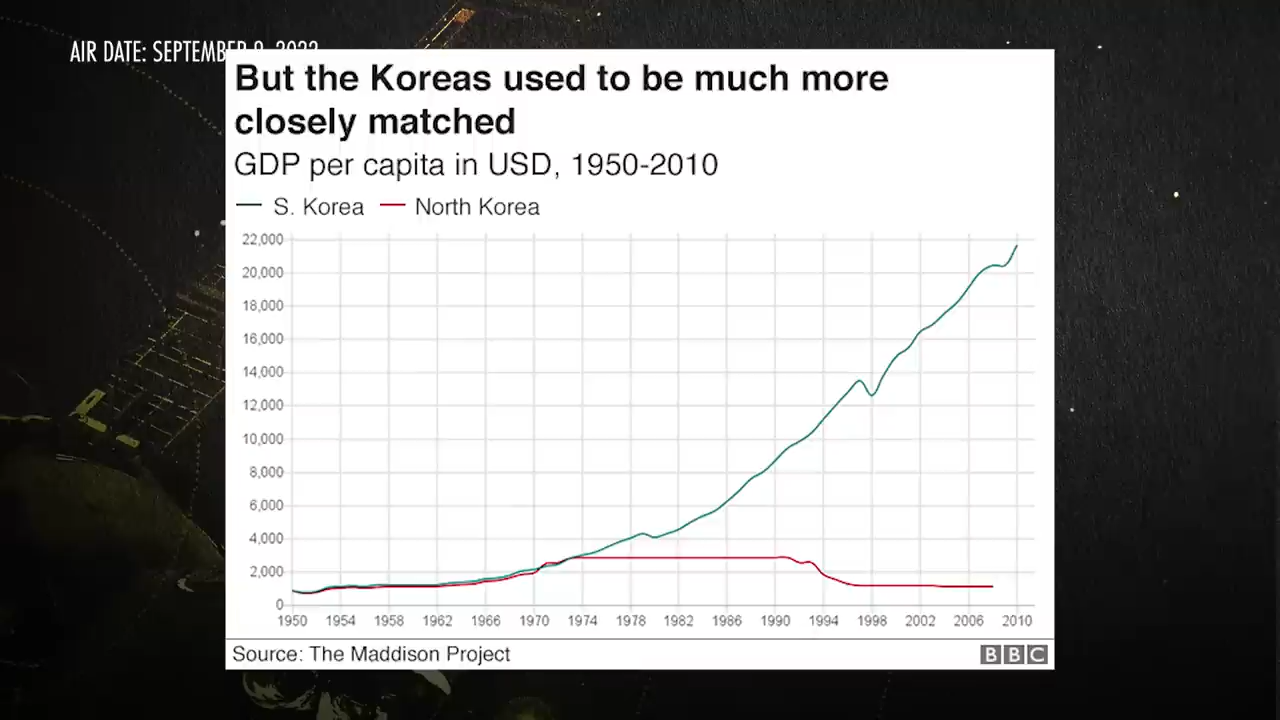 AIR DATE: SEPTEMBER 9, 2022
But the Koreas used to be much more
closely matched
GDP per capita in USD, 1950-2010
S. Korea North Korea
22,000
20,000
18,000
16,000
14,000
12,000
10,000
8,000
6,000
4,000
2,000
0
1950 1954 1958 1962 1966 1970 1974 1978 1982 1986 1990 1994 1998 2002 2006 2010
Source: The Maddison Project
BBC